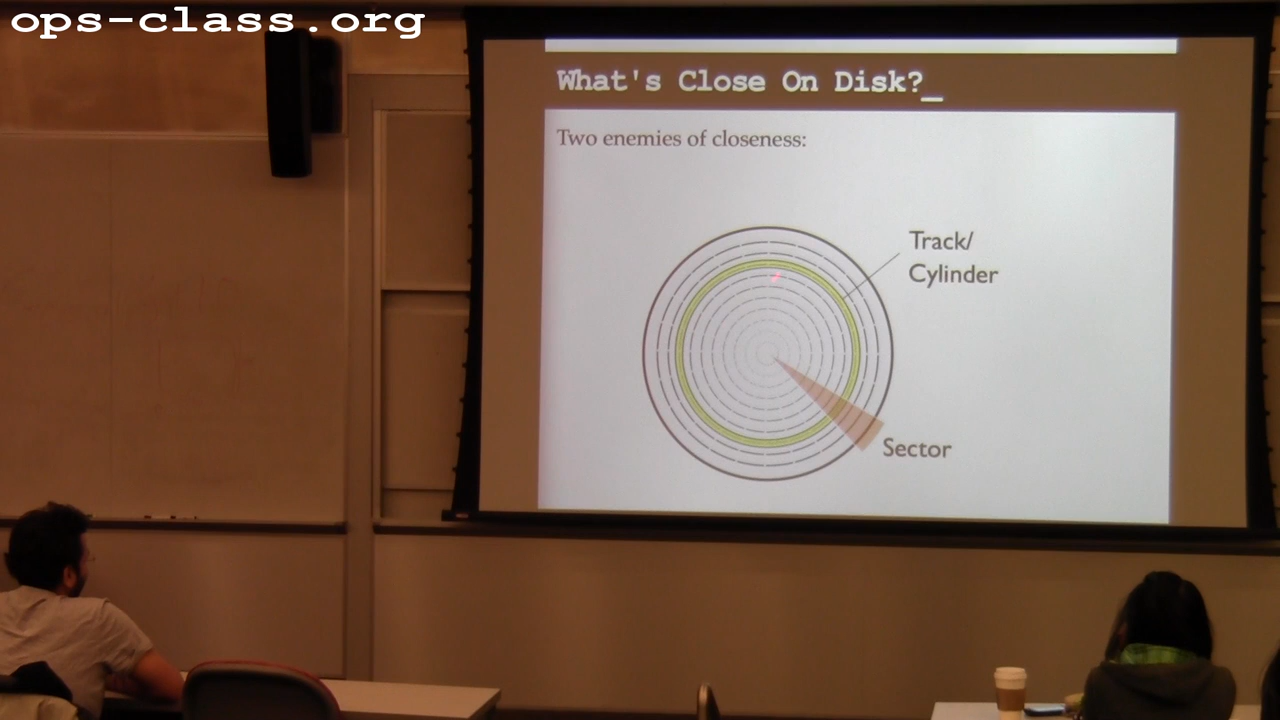 ops-class.org
What's Close On Disk?_
Two enemies of closeness:
Track/
Cylinder
Sector